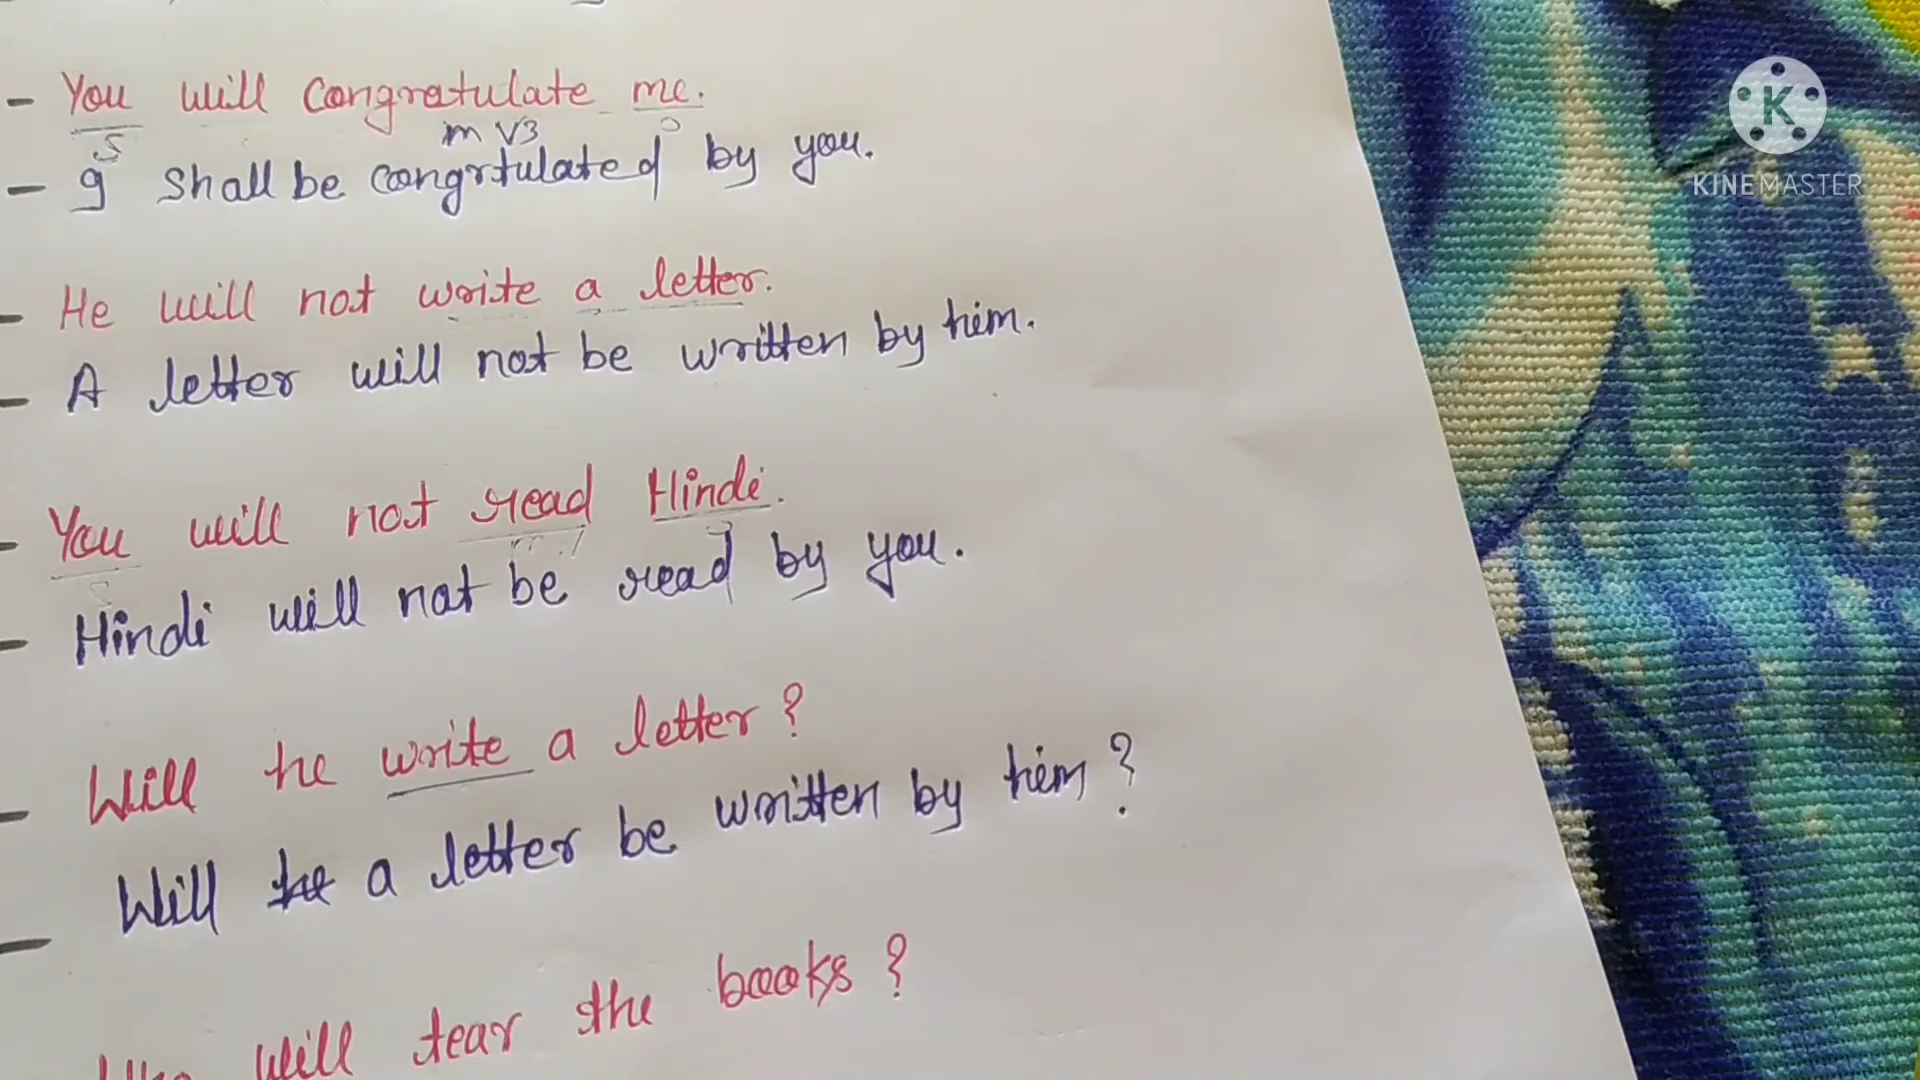 - You will congratulate me.
S m V3 o
- I shall be congrtulated by you.
- He will not write a letter.
- A letter will not be written by him.
- You will not read Hindi.
- Hindi will not be read by you.
- Will he write a letter?
- Will a letter be written by him?
will tear the books?
K
KINEMASTER